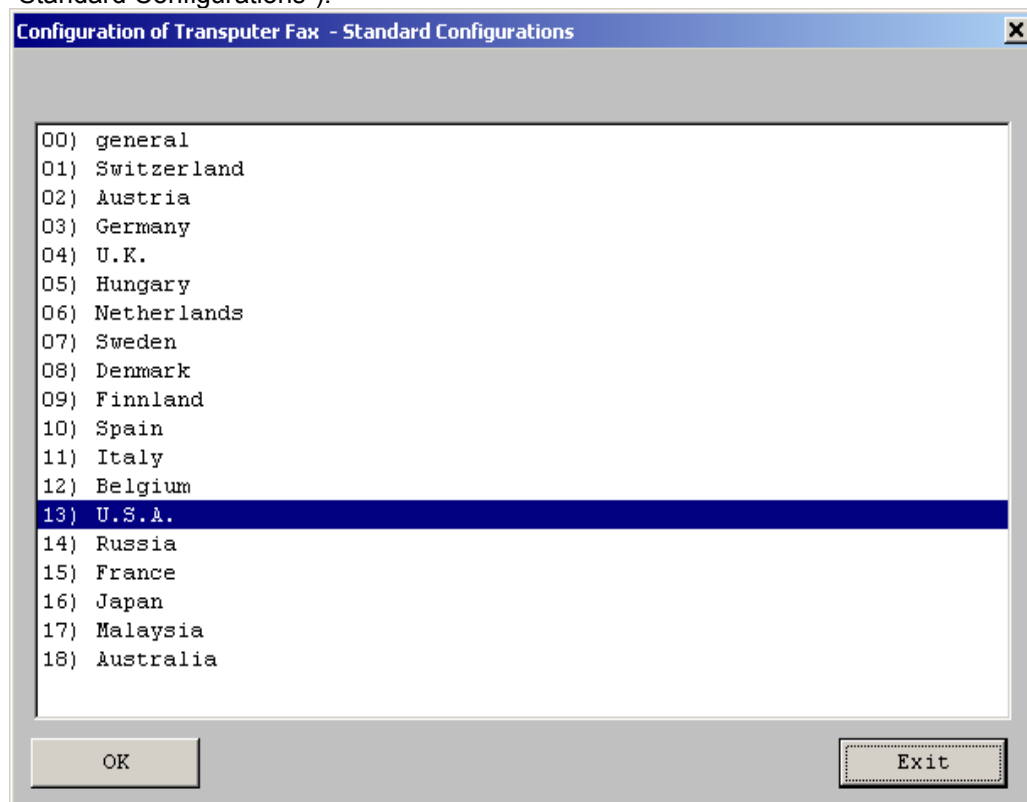 Standard Configurations ).
Configuration of Transputer Fax - Standard Configurations
00) general
01) Switzerland
02) Austria
03) Germany
04) U.K.
05) Hungary
06) Netherlands
07) Sweden
08) Denmark
09) Finnland
10) Spain
11) Italy
12) Belgium
13) U.S.A.
14) Russia
15) France
16) Japan
17) Malaysia
18) Australia
OK
Exit